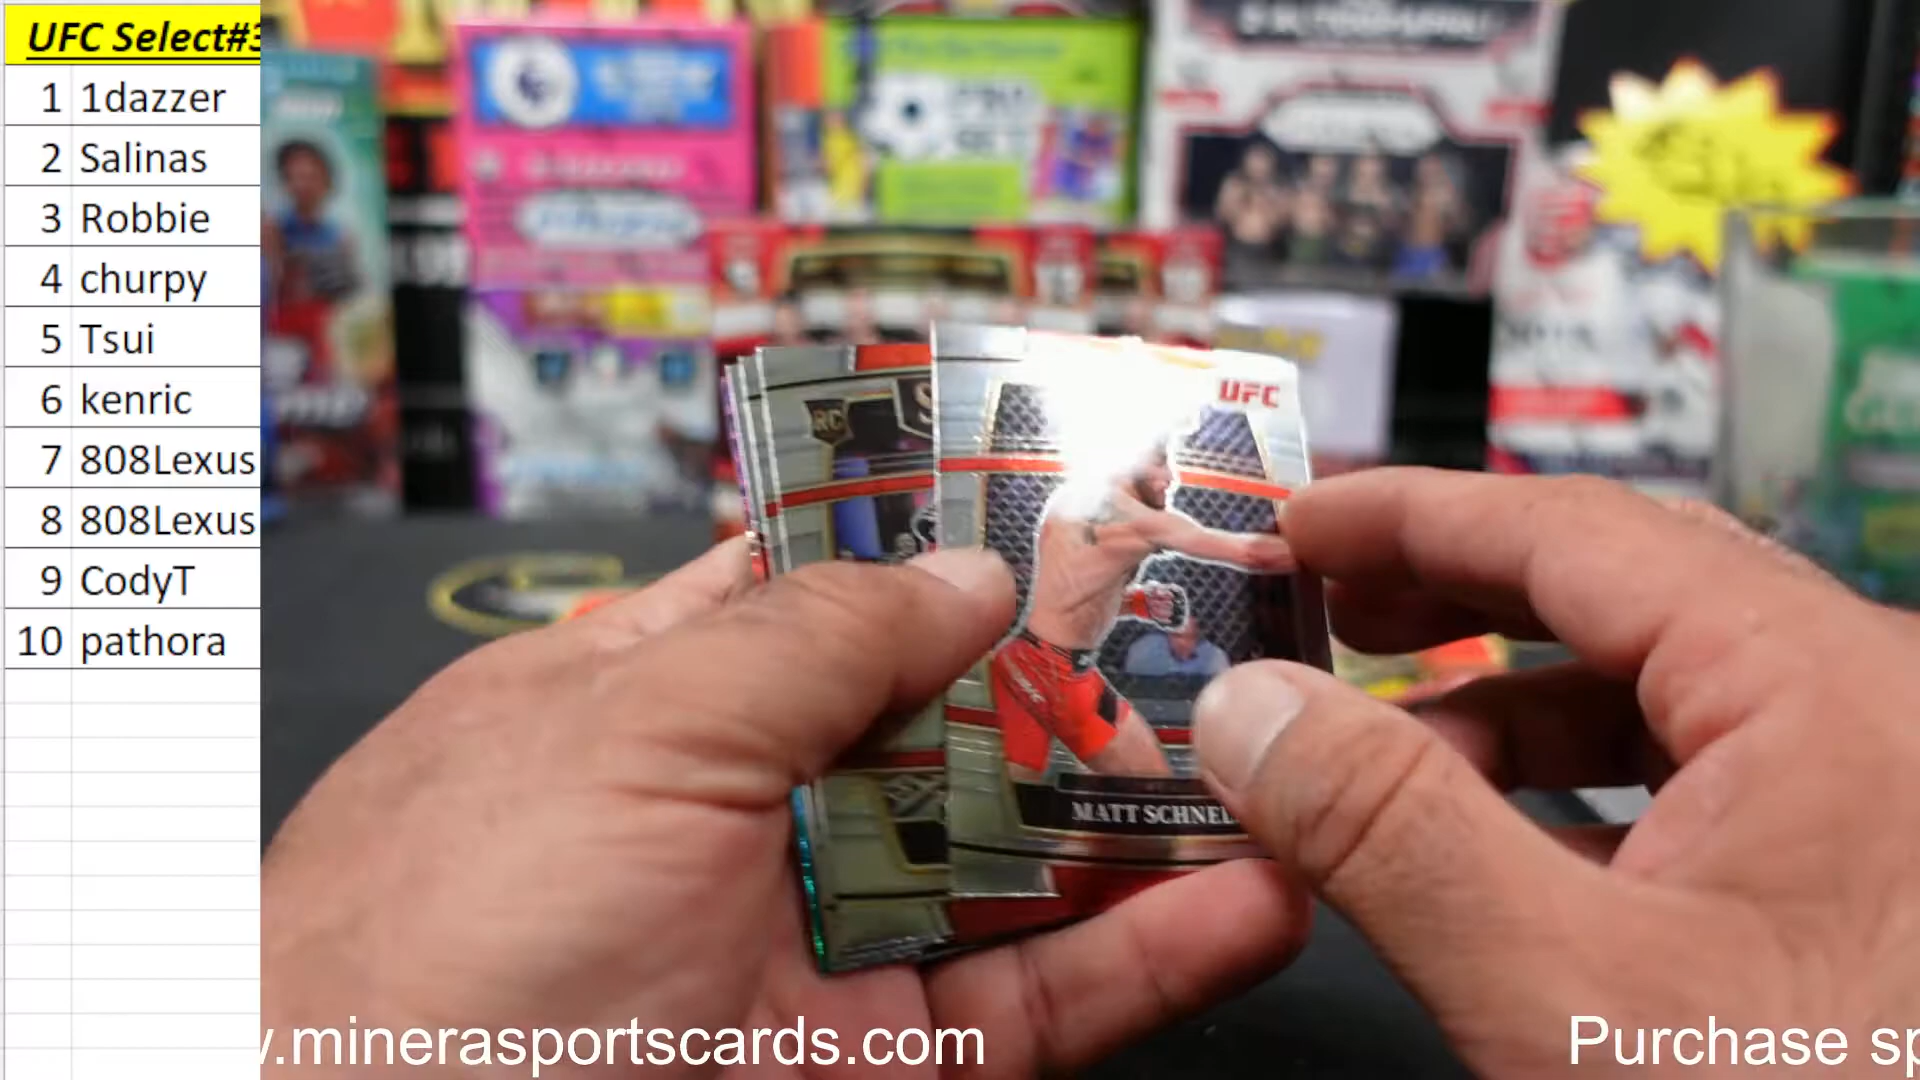 UFC Select#3
1 1dazzer
2 Salinas
3 Robbie
4 churpy
5 Tsui
6 kenric
7 808Lexus
8 808Lexus
9 CodyT
10 pathora
RC
UFC
MATT SCHNEL
.minerasportscards.com
Purchase sp